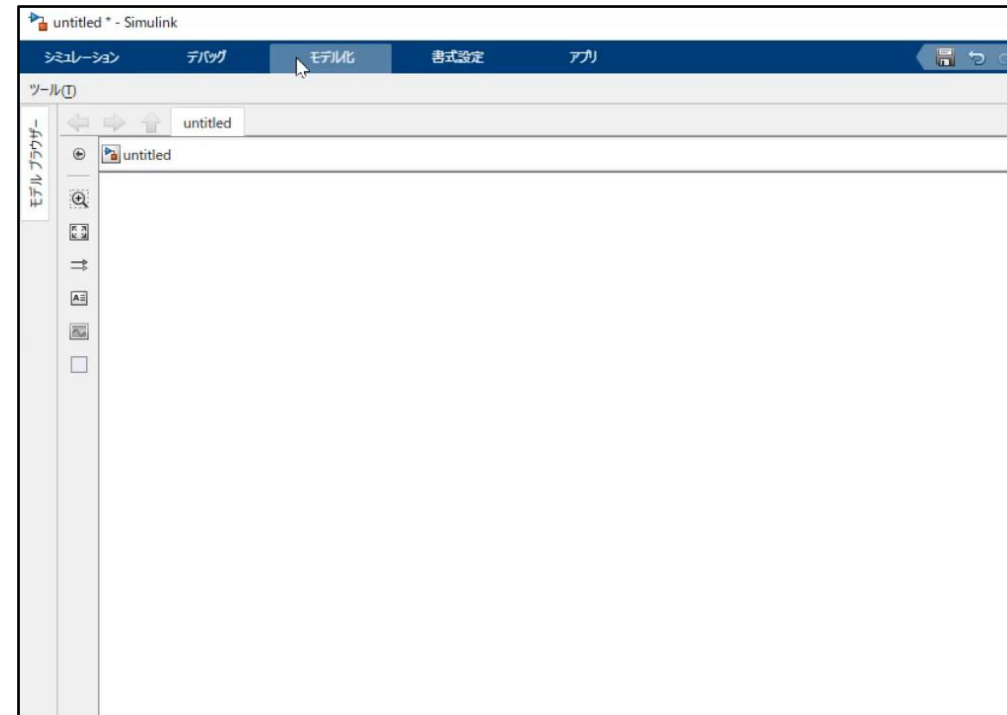 untitled * - Simulink
シミュレーション デバッグ モデル化 書式設定 アプリ
ツール(T)
モデル ブラウザー
untitled
untitled